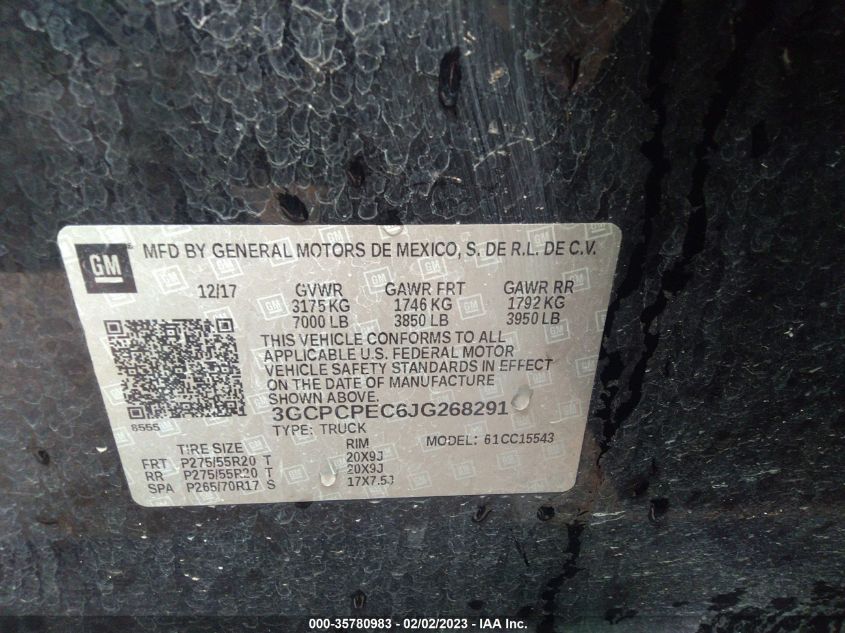 GM
MFD BY GENERAL MOTORS DE MEXICO, S. DE R.L. DE C.V.
12/17 GVWR GAWR FRT GAWR RR
3175 KG 1746 KG 1792 KG
7000 LB 3850 LB 3950 LB
THIS VEHICLE CONFORMS TO ALL
APPLICABLE U.S. FEDERAL MOTOR
VEHICLE SAFETY STANDARDS IN EFFECT
ON THE DATE OF MANUFACTURE
SHOWN ABOVE.
8555
3GCPCPEC6JG268291
TYPE: TRUCK MODEL: 61CC15543
TIRE SIZE RIM
FRT P275/55R20 T 20X9J
RR P275/55R20 T 20X9J
SPA P265/70R17 S 17X7.5J
000-35780983 - 02/02/2023 - IAA Inc.